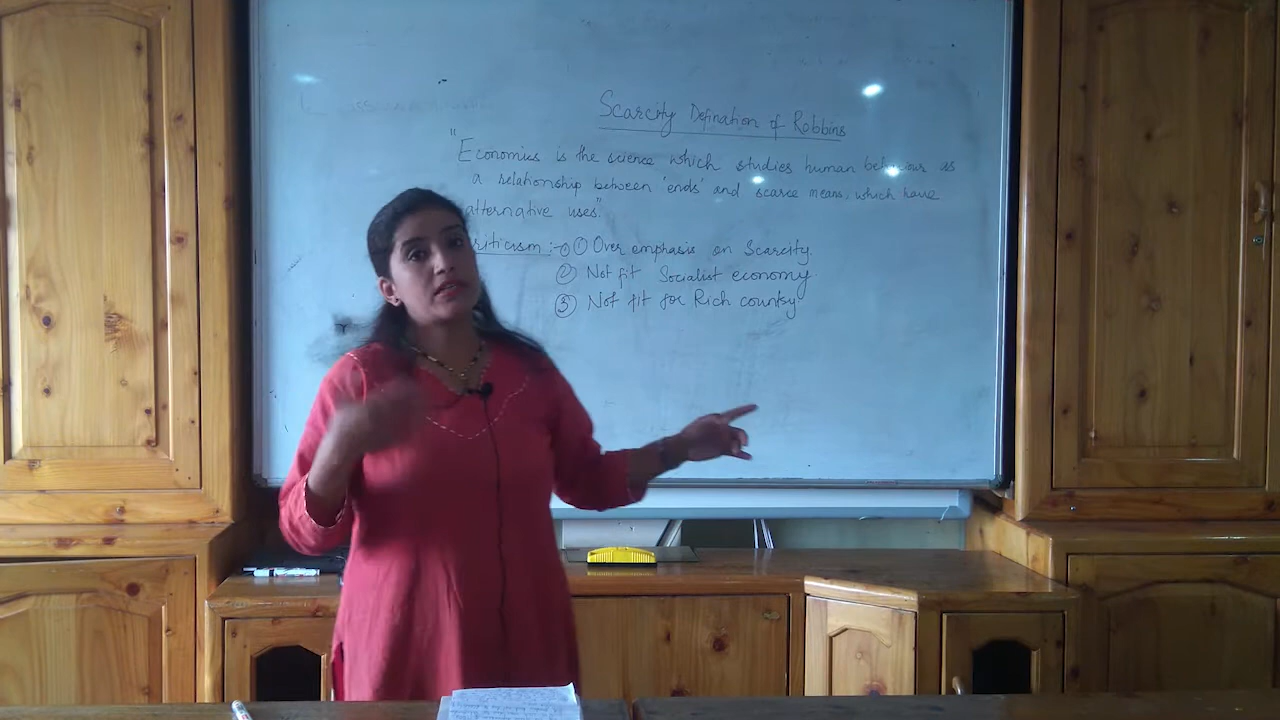 Scarcity Defination of Robbins
"Economics is the science which studies human behaviour as
a relationship between 'ends' and scarce means, which have
alternative uses".
riticism :- ① Over emphasis on Scarcity.
② Not fit Socialist economy
③ Not fit for Rich country